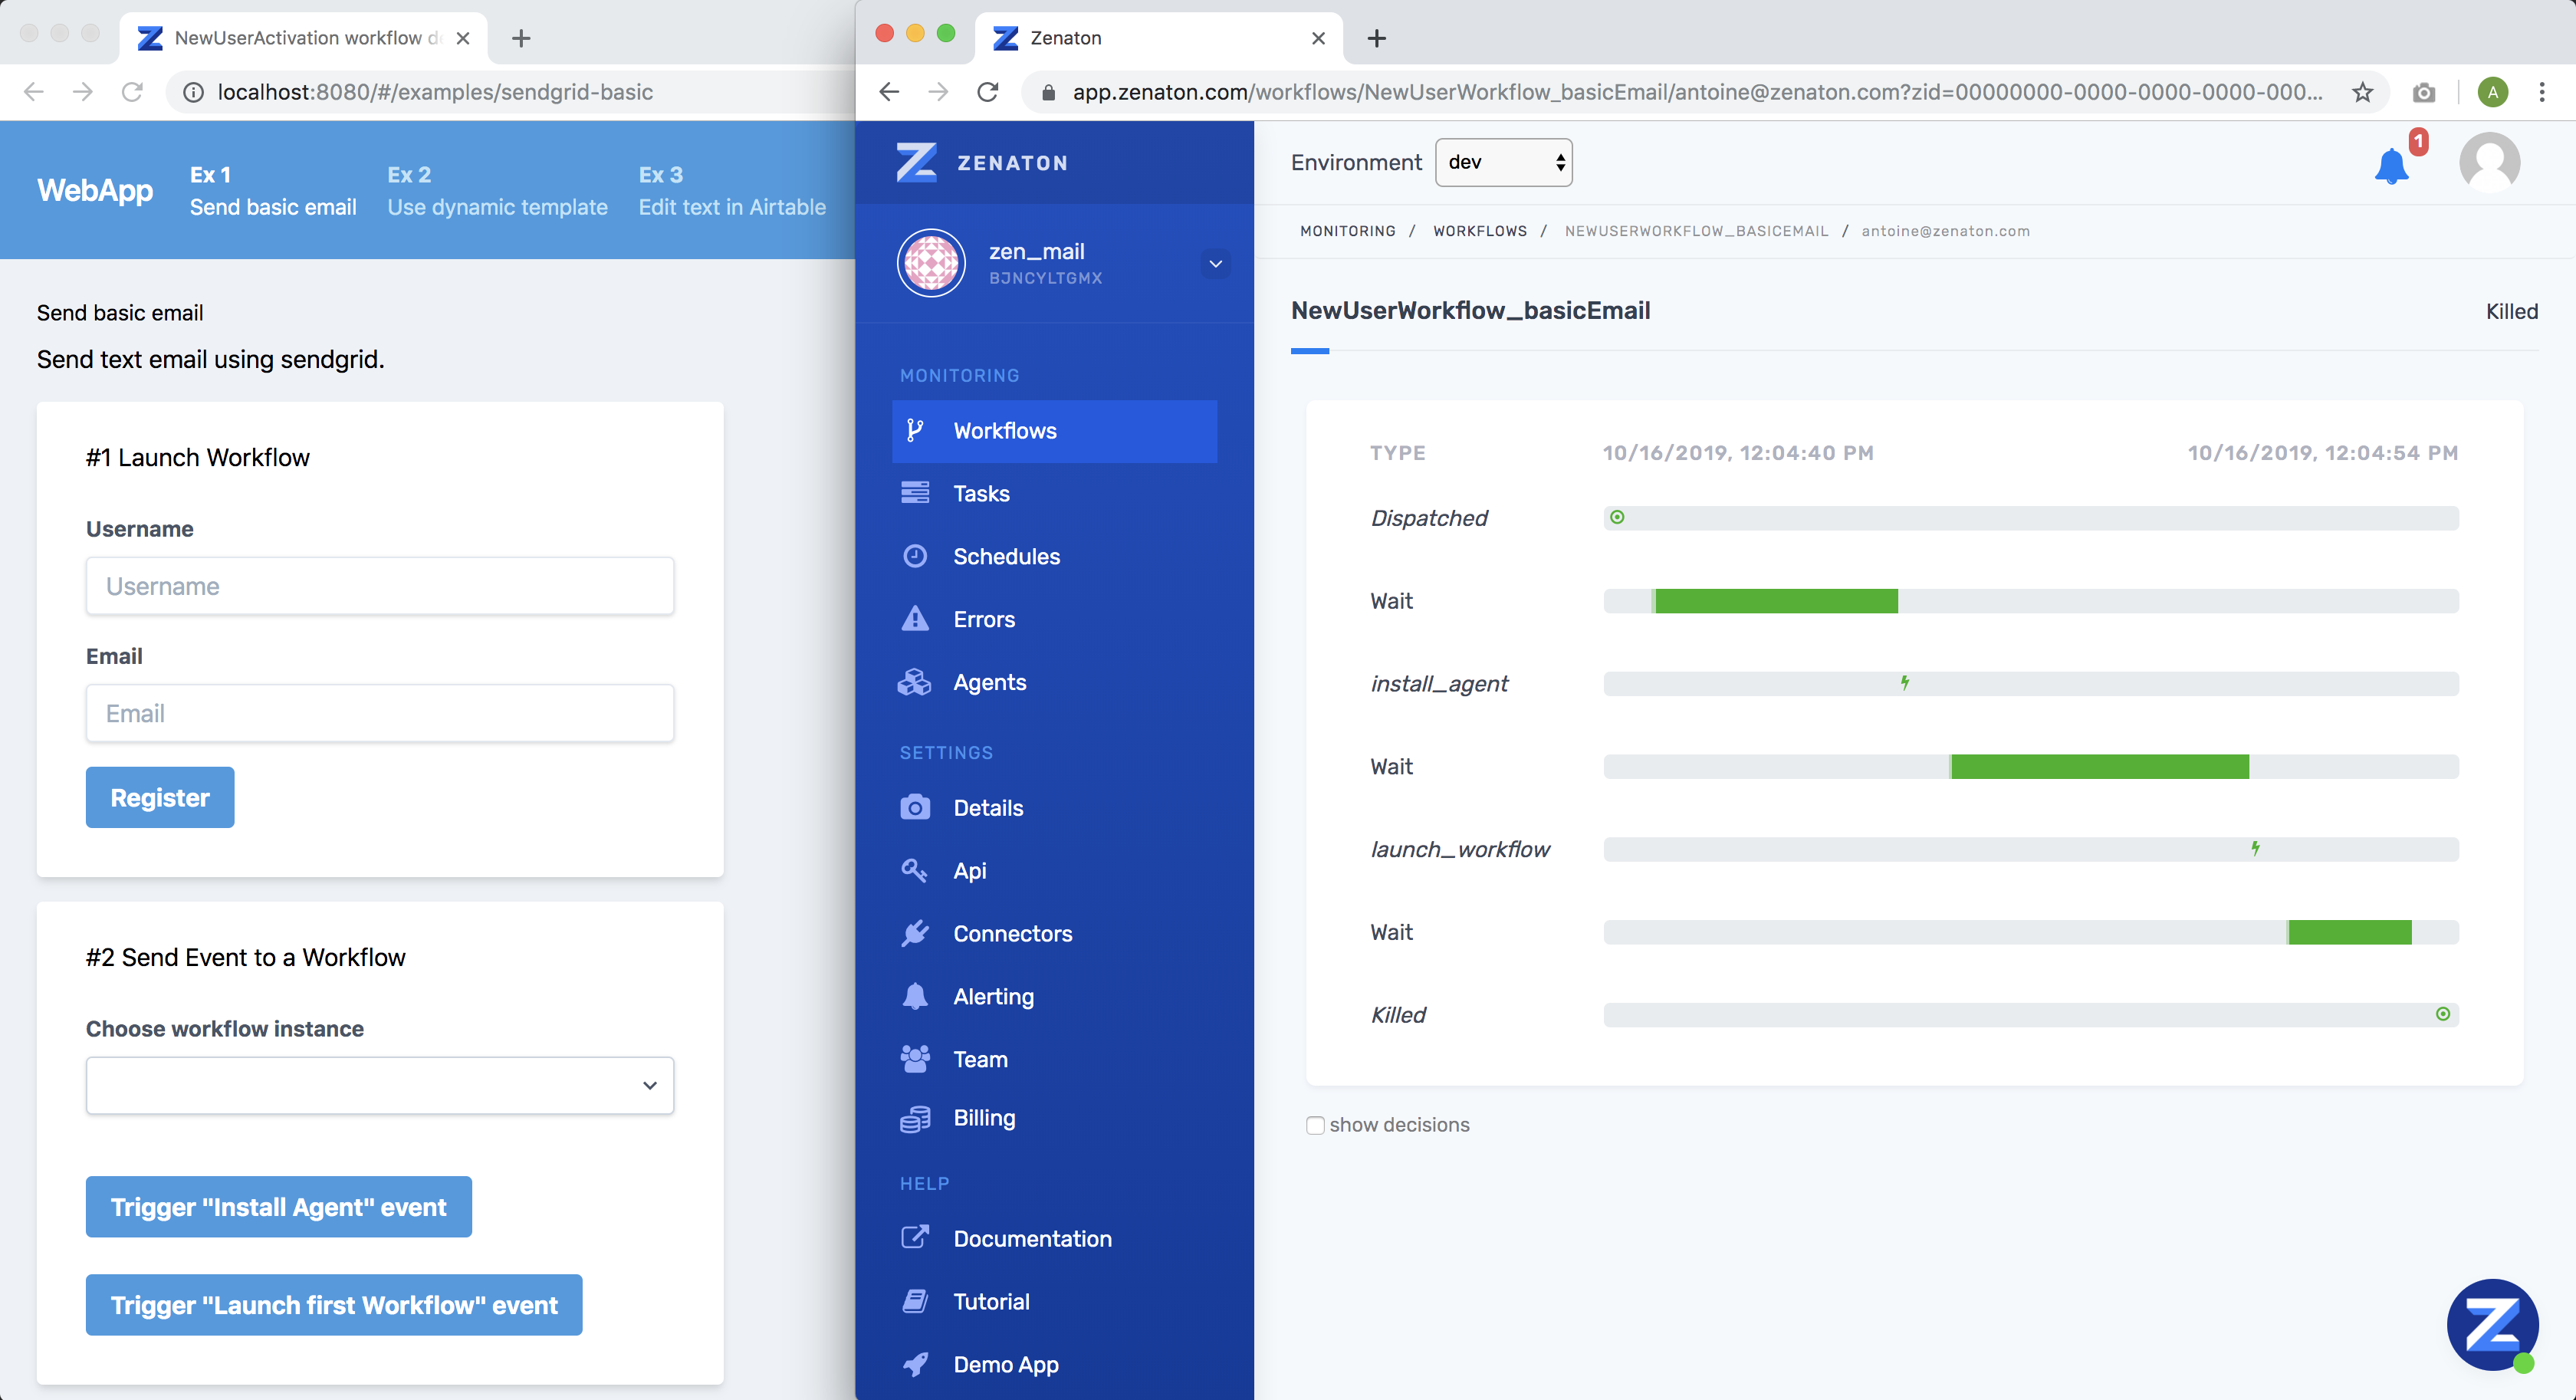 NewUserActivation workflow d
localhost:8080/#/examples/sendgrid-basic
WebApp
Ex 1
Send basic email
Ex 2
Use dynamic template
Ex 3
Edit text in Airtable
Send basic email
Send text email using sendgrid.
#1 Launch Workflow
Username
Username
Email
Email
Register
#2 Send Event to a Workflow
Choose workflow instance
Trigger "Install Agent" event
Trigger "Launch first Workflow" event
Zenaton
app.zenaton.com/workflows/NewUserWorkflow_basicEmail/antoine@zenaton.com?zid=00000000-0000-0000-0000-000...
A
ZENATON
zen_mail
BJNCYLTGMX
MONITORING
Workflows
Tasks
Schedules
Errors
Agents
SETTINGS
Details
Api
Connectors
Alerting
Team
Billing
HELP
Documentation
Tutorial
Demo App
Environment dev
1
MONITORING / WORKFLOWS / NEWUSERWORKFLOW_BASICEMAIL / antoine@zenaton.com
NewUserWorkflow_basicEmail Killed
TYPE 10/16/2019, 12:04:40 PM 10/16/2019, 12:04:54 PM
Dispatched
Wait
install_agent
Wait
launch_workflow
Wait
Killed
show decisions